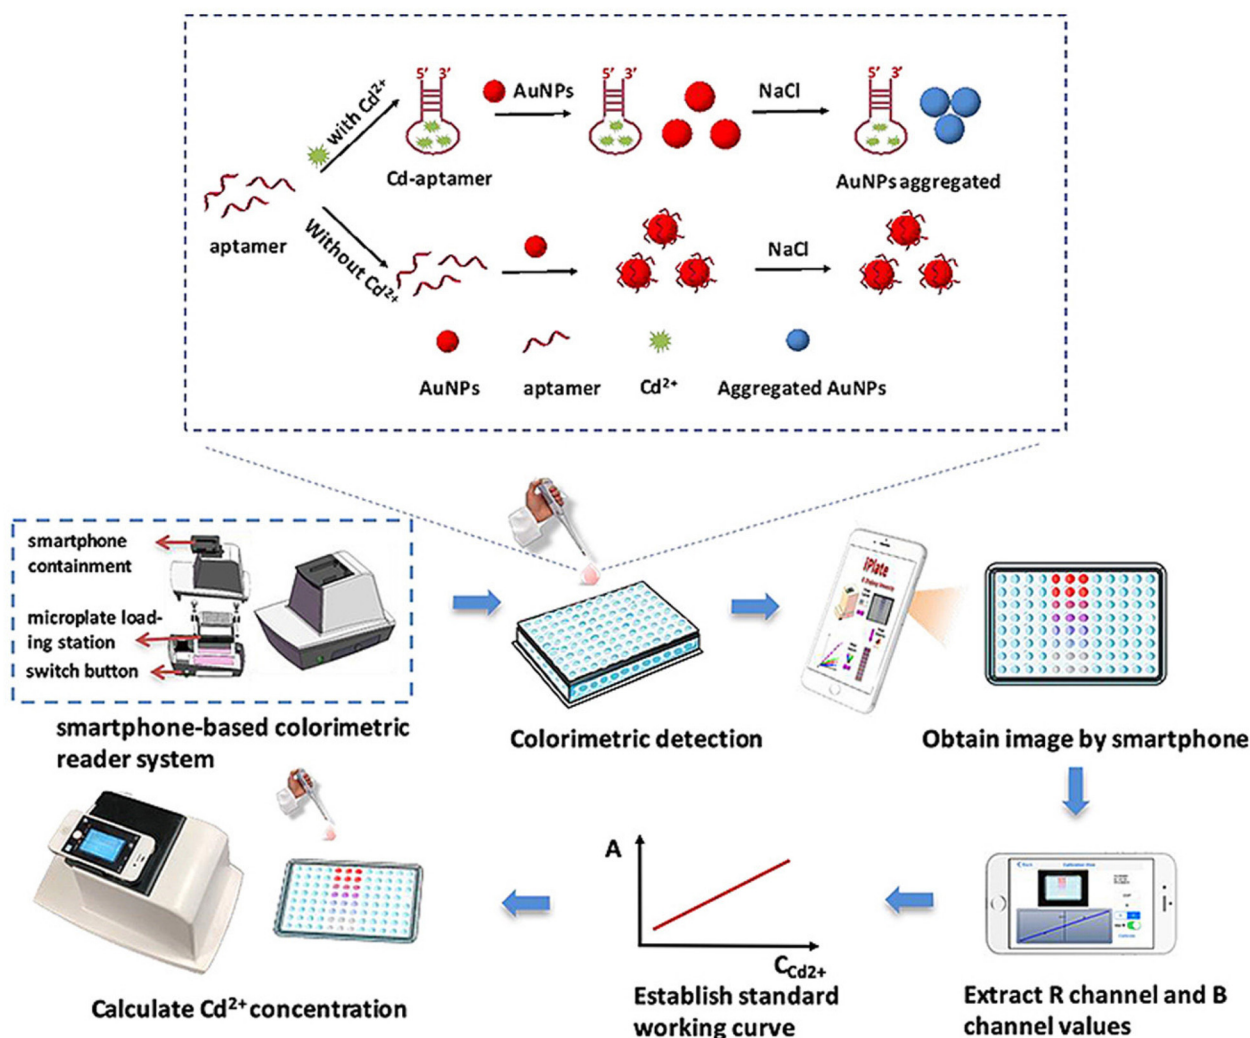 5' 3'
AuNPs
5' 3'
NaCl
5' 3'
with Cd²⁺
Cd-aptamer
AuNPs aggregated
aptamer
Without Cd²⁺
NaCl
AuNPs
aptamer
Cd²⁺
Aggregated AuNPs
smartphone
containment
microplate load-
ing station
switch button
smartphone-based colorimetric
reader system
Colorimetric detection
iPlate
Obtain image by smartphone
Extract R channel and B
channel values
A
C Cd2+
Establish standard
working curve
Calculate Cd²⁺ concentration